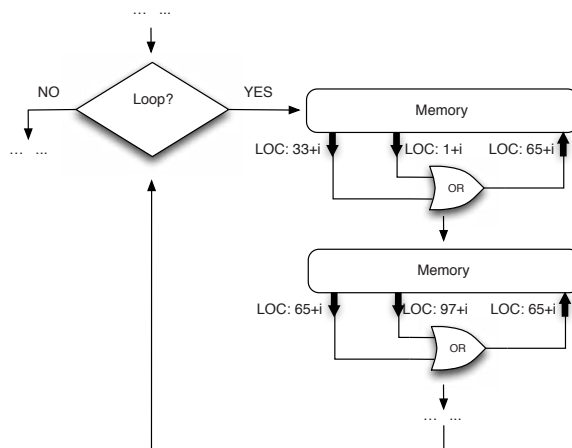 ... ...
NO
Loop?
YES
Memory
... ...
LOC: 33+i
LOC: 1+i
LOC: 65+i
OR
Memory
LOC: 65+i
LOC: 97+i
LOC: 65+i
OR
... ...